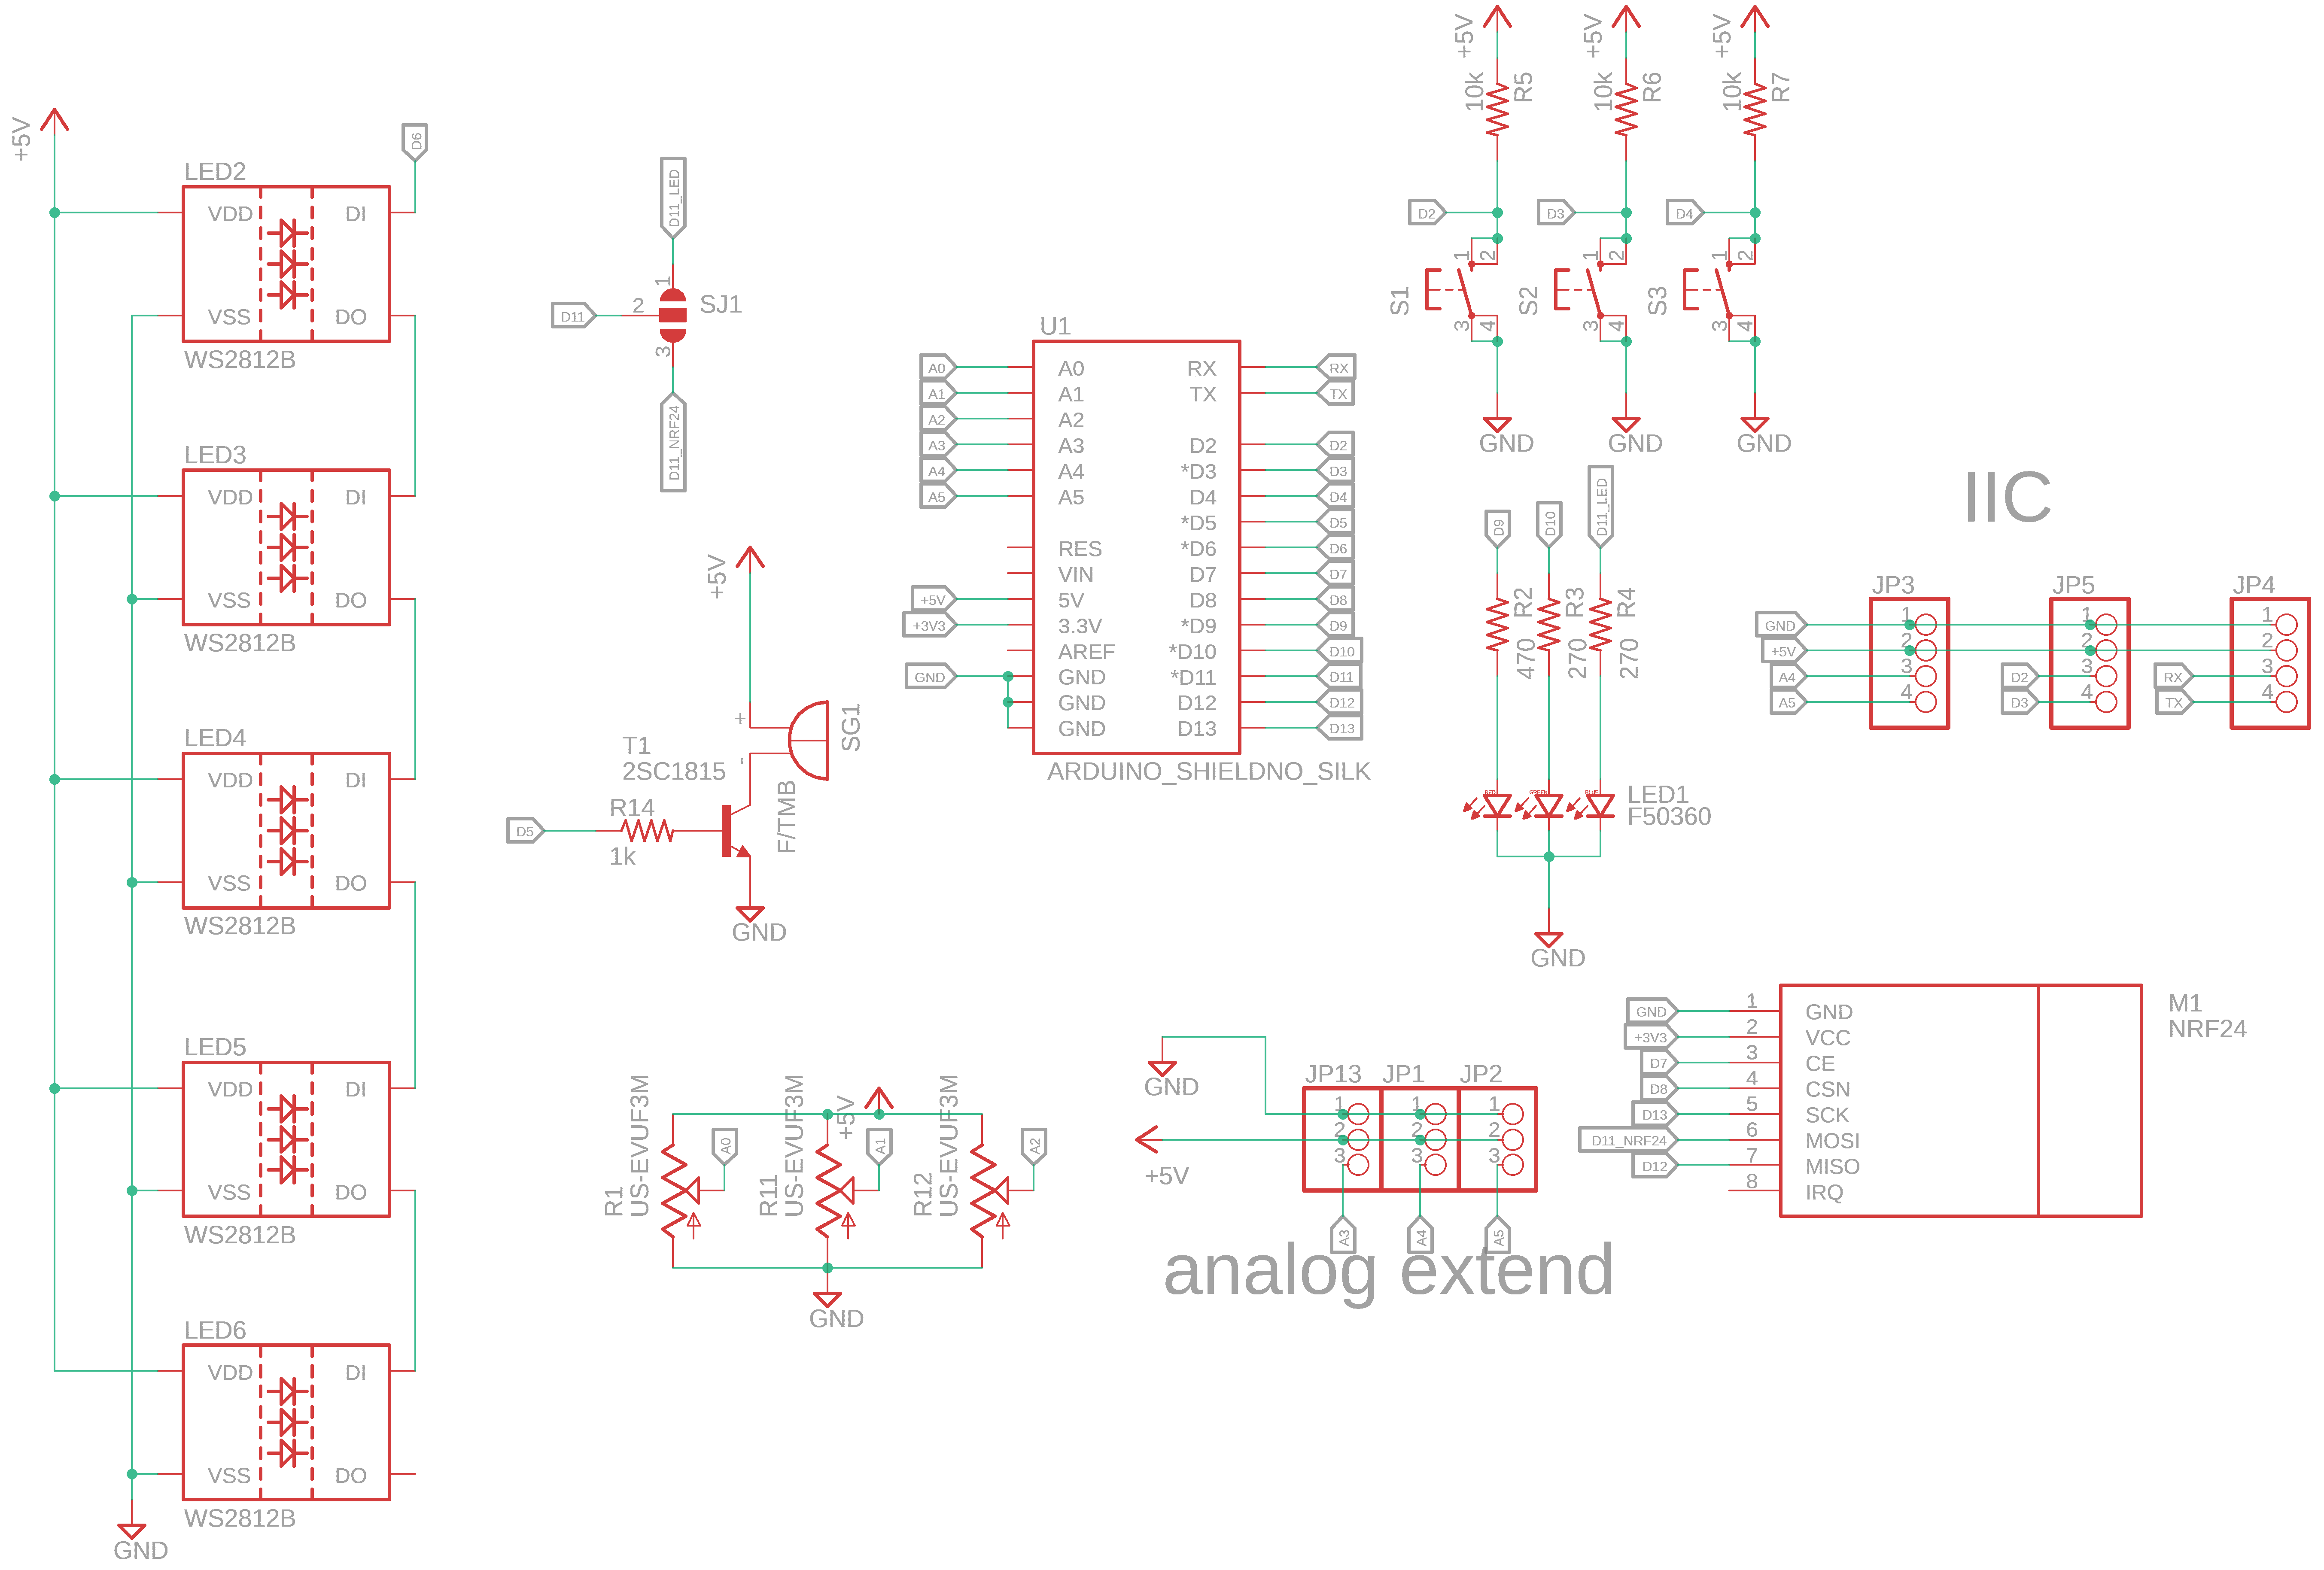 +5V
D6
LED2
VDD
DI
VSS
DO
WS2812B
LED3
VDD
DI
VSS
DO
WS2812B
LED4
VDD
DI
VSS
DO
WS2812B
LED5
VDD
DI
VSS
DO
WS2812B
LED6
VDD
DI
VSS
DO
WS2812B
GND
D11_LED
1
D11
2
SJ1
3
D11_NRF24
+5V
+
-
SG1
F/TMB
T1
2SC1815
R14
D5
1k
GND
U1
A0
A0
RX
RX
A1
A1
TX
TX
A2
A2
A3
A3
D2
D2
A4
A4
*D3
D3
A5
A5
D4
D4
*D5
D5
RES
*D6
D6
VIN
D7
D7
+5V
5V
D8
D8
+3V3
3.3V
*D9
D9
AREF
*D10
D10
GND
GND
*D11
D11
GND
D12
D12
GND
D13
D13
ARDUINO_SHIELDNO_SILK
+5V
10k
R5
D2
1
2
S1
3
4
GND
+5V
10k
R6
D3
1
2
S2
3
4
GND
+5V
10k
R7
D4
1
2
S3
3
4
GND
D9
D10
D11_LED
R2
470
R3
270
R4
270
RED
GREEN
BLUE
LED1
F50360
GND
IIC
JP3
JP5
JP4
GND
1
1
1
+5V
2
2
2
A4
3
D2
3
RX
3
A5
4
D3
4
TX
4
R1
US-EVUF3M
A0
R11
US-EVUF3M
+5V
A1
R12
US-EVUF3M
A2
GND
GND
+5V
JP13
JP1
JP2
1
1
1
2
2
2
3
3
3
A3
A4
A5
analog extend
M1
NRF24
GND
1
GND
+3V3
2
VCC
D7
3
CE
D8
4
CSN
D13
5
SCK
D11_NRF24
6
MOSI
D12
7
MISO
8
IRQ